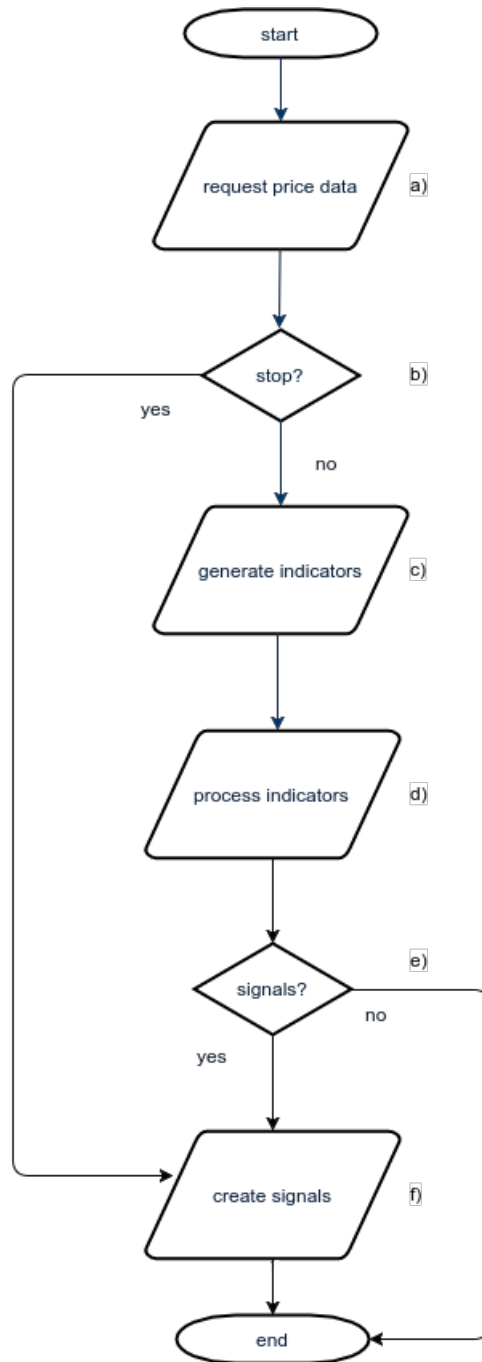 start
request price data
a)
stop?
b)
yes
no
generate indicators
c)
process indicators
d)
e)
signals?
no
yes
create signals
f)
end